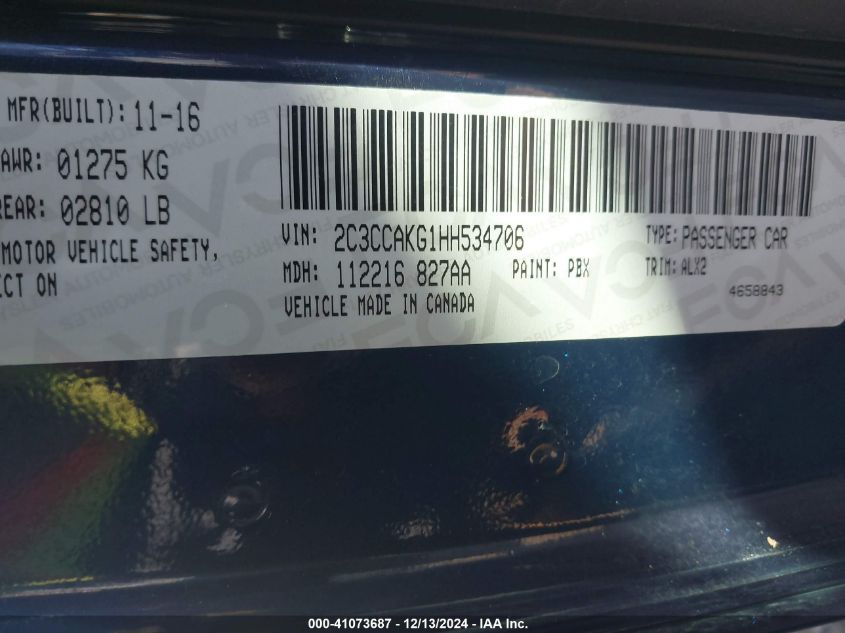 MFR(BUILT): 11-16
AWR: 01275 KG
REAR: 02810 LB
MOTOR VEHICLE SAFETY,
ECT ON
VIN: 2C3CCAKG1HH534706 TYPE: PASSENGER CAR
MDH: 112216 827AA PAINT: PBX TRIM: ALX2
VEHICLE MADE IN CANADA 4658843
000-41073687 - 12/13/2024 - IAA Inc.